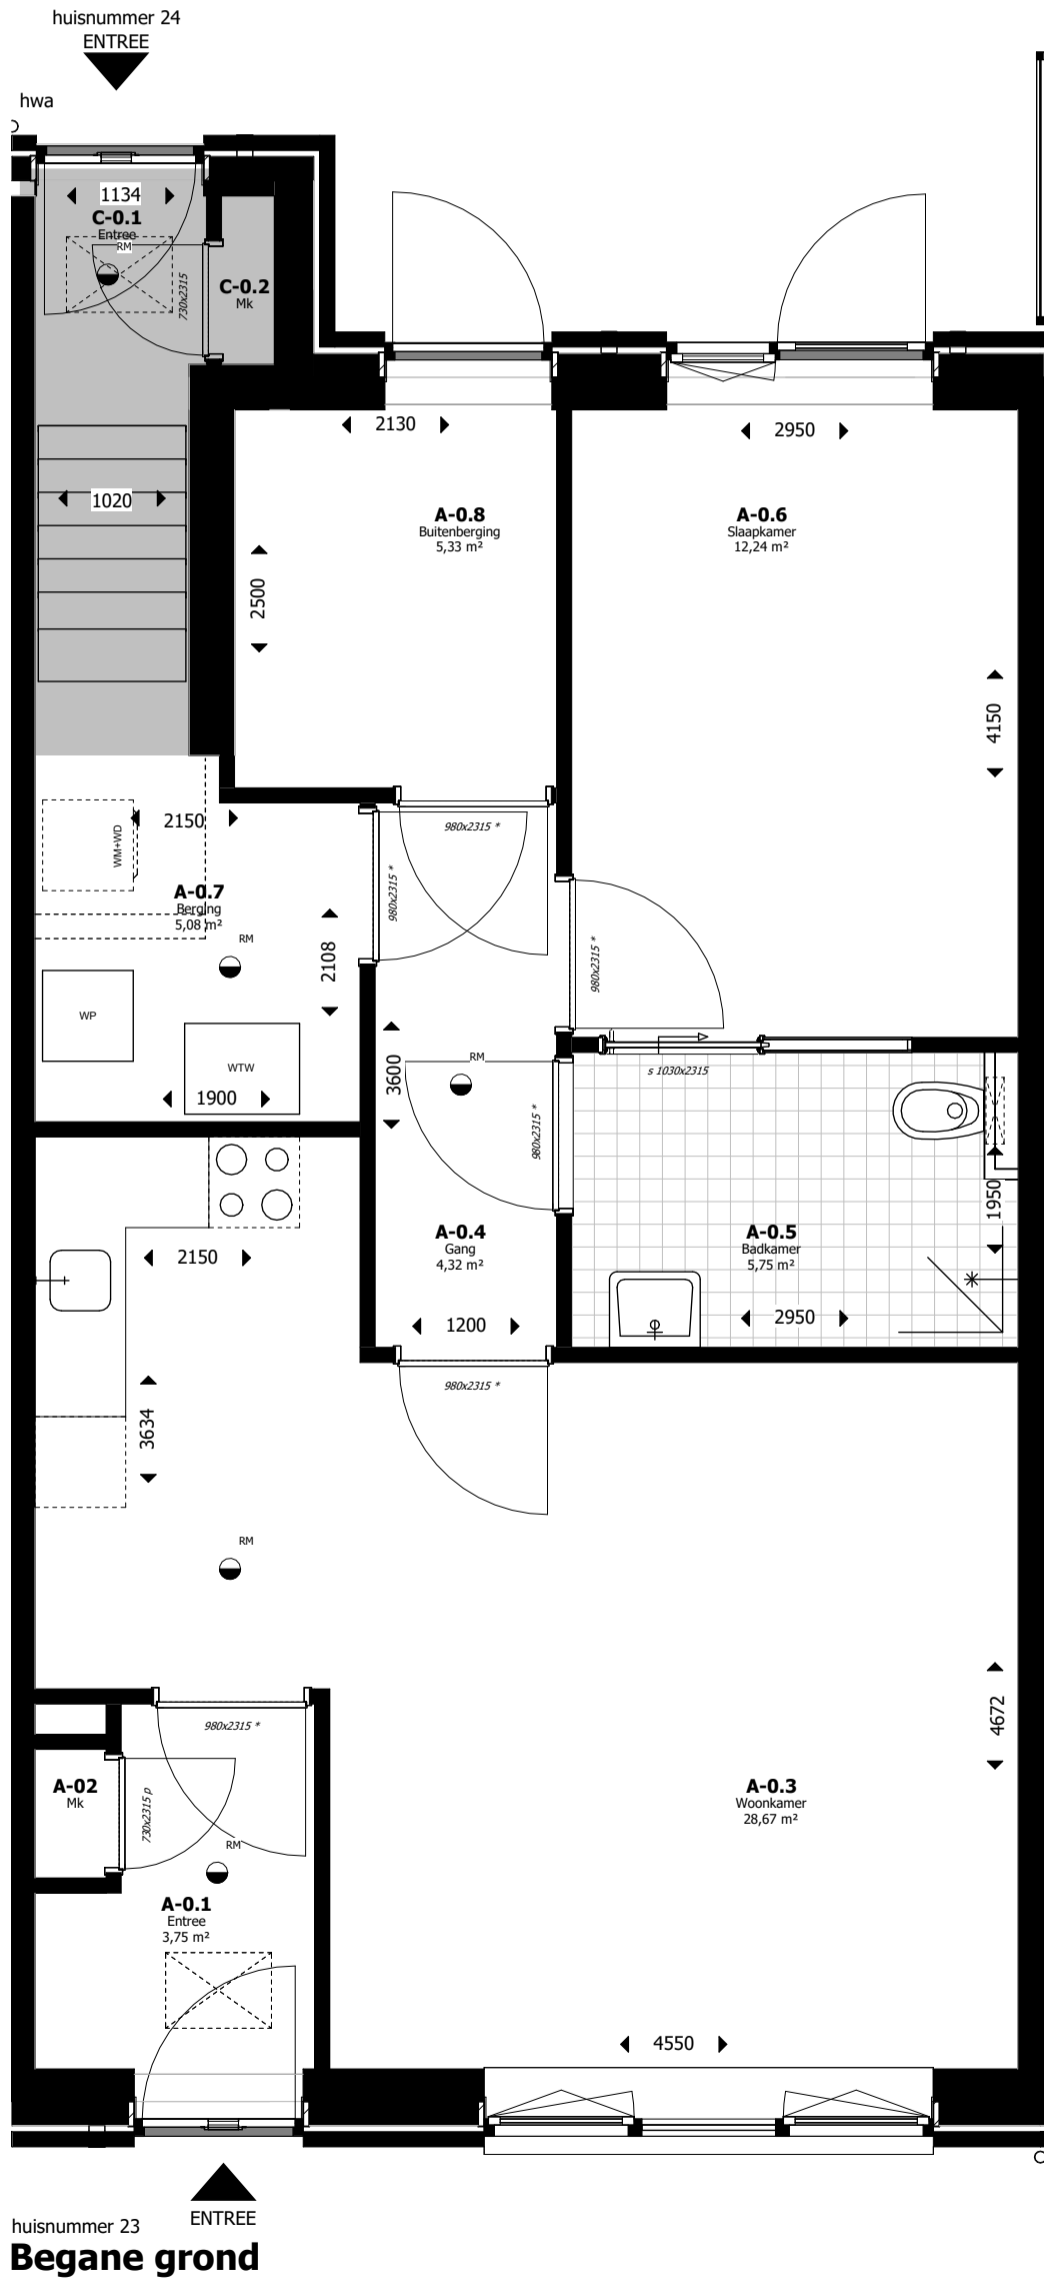 huisnummer 24
ENTREE
hwa
1134
C-0.1
Entree
RM
730x2315
C-0.2
Mk
2130
2950
1020
A-0.8
Buitenberging
5,33 m²
A-0.6
Slaapkamer
12,24 m²
2500
4150
2150
WM+WD
980x2315 *
980x2315 *
A-0.7
Berging
5,08 m²
RM
2108
980x2315 *
WP
WTW
1900
3600
RM
s 1030x2315
980x2315 *
1950
A-0.4
Gang
4,32 m²
A-0.5
Badkamer
5,75 m²
2150
1200
2950
980x2315 *
3634
RM
4672
980x2315 *
A-02
Mk
730x2315 p
A-0.3
Woonkamer
28,67 m²
RM
A-0.1
Entree
3,75 m²
4550
ENTREE
huisnummer 23
Begane grond